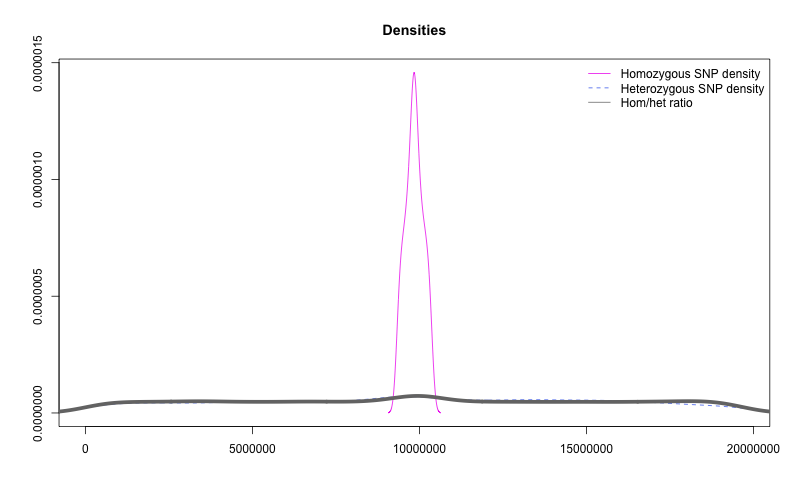 Densities
0.0000015
0.0000010
0.0000005
0.0000000
Homozygous SNP density
Heterozygous SNP density
Hom/het ratio
0
5000000
10000000
15000000
20000000